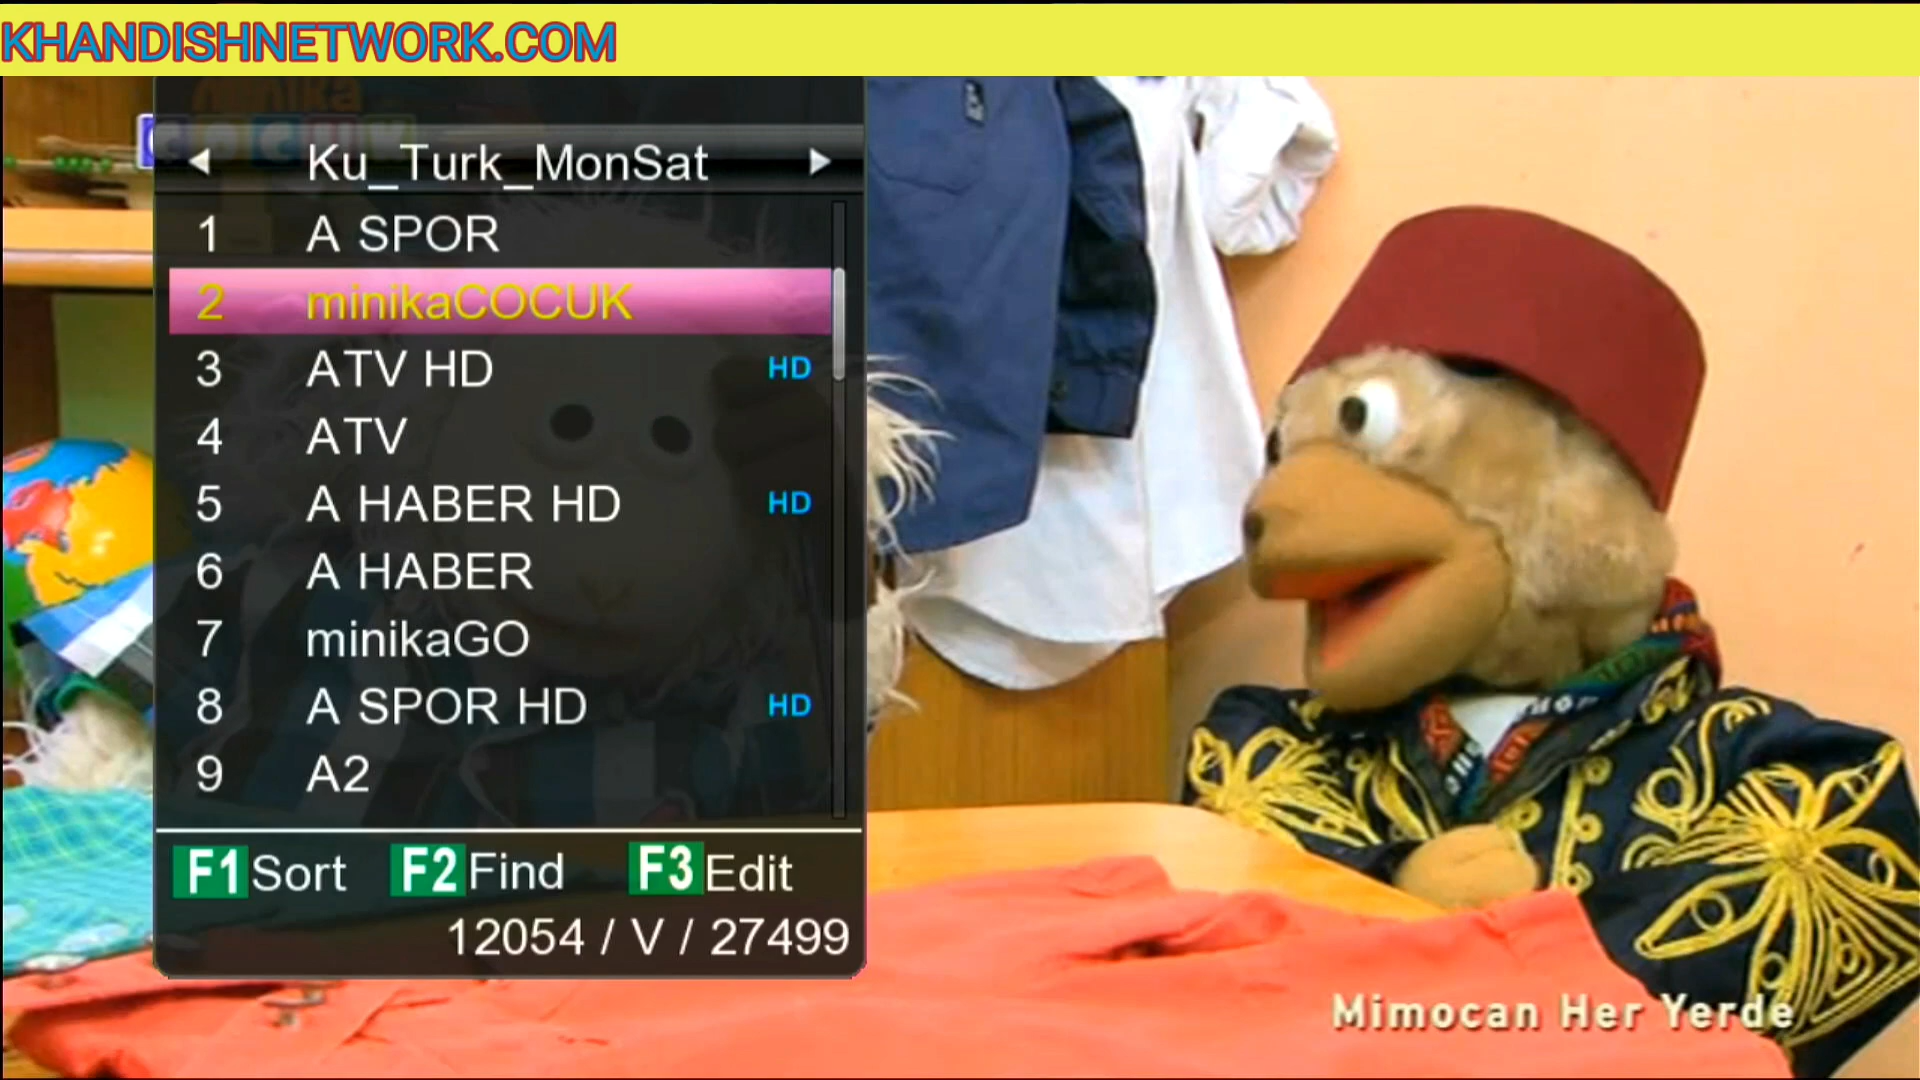 KHANDISHNETWORK.COM
minika
COCUK
Ku_Turk_MonSat
1 A SPOR
2 minikaCOCUK
3 ATV HD HD
4 ATV
5 A HABER HD HD
6 A HABER
7 minikaGO
8 A SPOR HD HD
9 A2
F1 Sort F2 Find F3 Edit
12054 / V / 27499
Mimocan Her Yerde